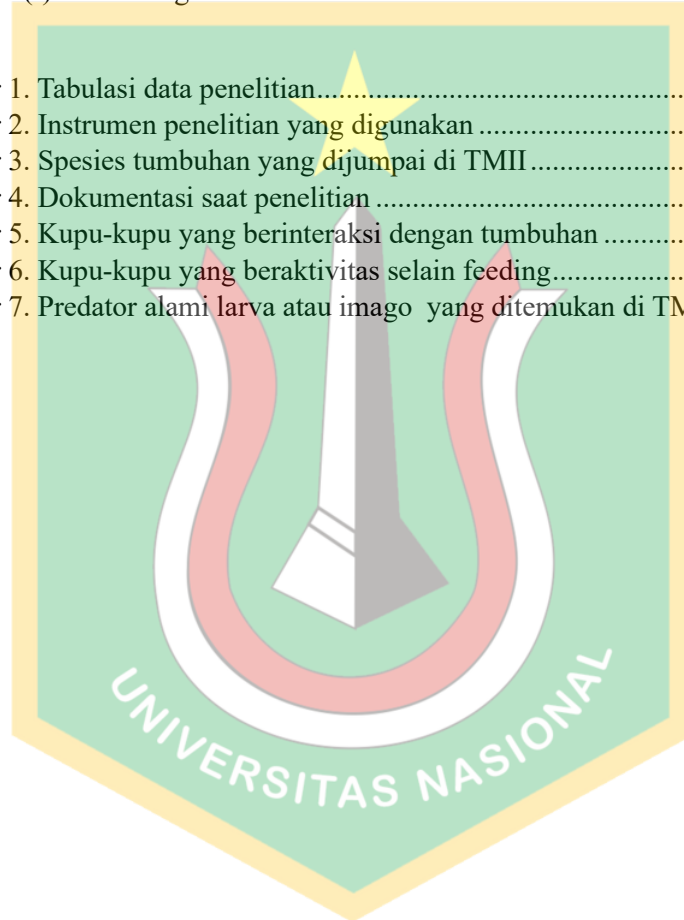 1. Tabulasi data penelitian....................................................
2. Instrumen penelitian yang digunakan ............................
3. Spesies tumbuhan yang dijumpai di TMII.....................
4. Dokumentasi saat penelitian ..........................................
5. Kupu-kupu yang berinteraksi dengan tumbuhan ...........
6. Kupu-kupu yang beraktivitas selain feeding..................
7. Predator alami larva atau imago  yang ditemukan di
UNIVERSITAS NASIONAL